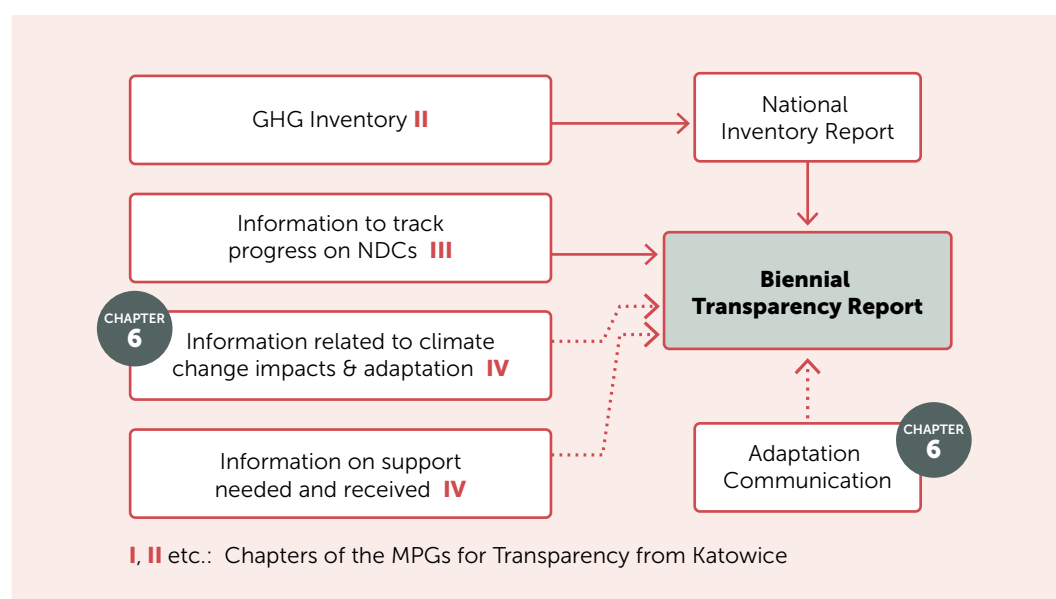 GHG Inventory II
National
Inventory Report
Information to track
progress on NDCs III
Biennial
Transparency Report
CHAPTER
6
Information related to climate
change impacts & adaptation IV
Information on support
needed and received IV
CHAPTER
6
Adaptation
Communication
I, II etc.: Chapters of the MPGs for Transparency from Katowice